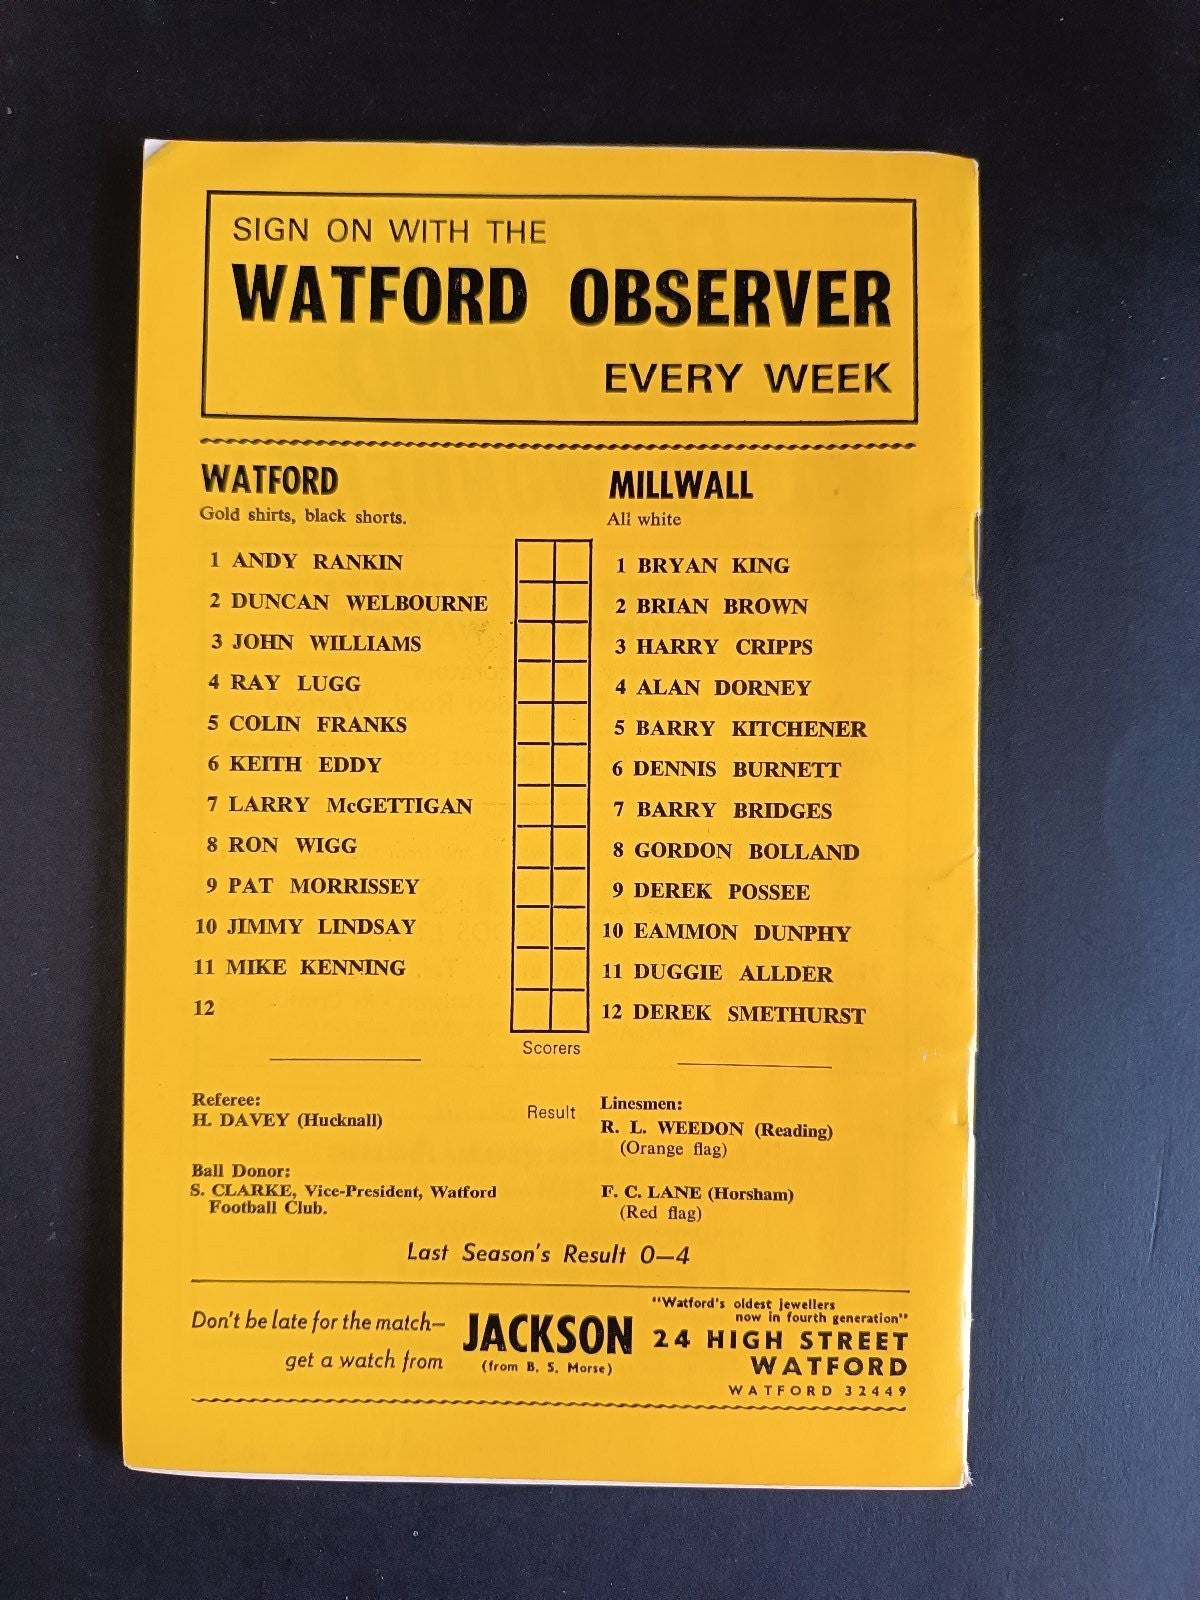 SIGN ON WITH THE
WATFORD OBSERVER
EVERY WEEK
WATFORD
Gold shirts, black shorts.
1 ANDY RANKIN
2 DUNCAN WELBOURNE
3 JOHN WILLIAMS
4 RAY LUGG
5 COLIN FRANKS
6 KEITH EDDY
7 LARRY McGETTIGAN
8 RON WIGG
9 PAT MORRISSEY
10 JIMMY LINDSAY
11 MIKE KENNING
12
MILLWALL
All white
1 BRYAN KING
2 BRIAN BROWN
3 HARRY CRIPPS
4 ALAN DORNEY
5 BARRY KITCHENER
6 DENNIS BURNETT
7 BARRY BRIDGES
8 GORDON BOLLAND
9 DEREK POSSEE
10 EAMMON DUNPHY
11 DUGGIE ALLDER
12 DEREK SMETHURST
Scorers
Referee:
H. DAVEY (Hucknall)
Ball Donor:
S. CLARKE, Vice-President, Watford
Football Club.
Result
Linesmen:
R. L. WEEDON (Reading)
(Orange flag)
F. C. LANE (Horsham)
(Red flag)
Last Season's Result 0—4
Don't be late for the match—
get a watch from
JACKSON
(from B. S. Morse)
"Watford's oldest jewellers
now in fourth generation"
24 HIGH STREET
WATFORD
WATFORD 32449